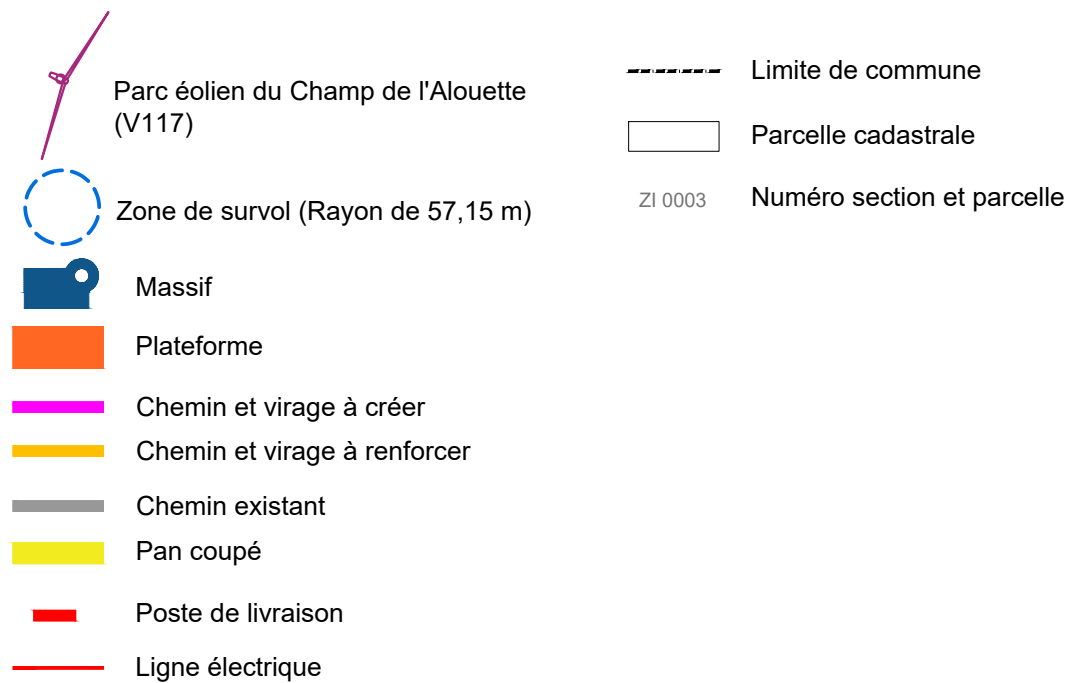 Parc éolien du Champ de l'Alouette
(V117)
Zone de survol (Rayon de 57,15 m)
Massif
Plateforme
Chemin et virage à créer
Chemin et virage à renforcer
Chemin existant
Pan coupé
Poste de livraison
Ligne électrique
Limite de commune
Parcelle cadastrale
ZI 0003 Numéro section et parcelle